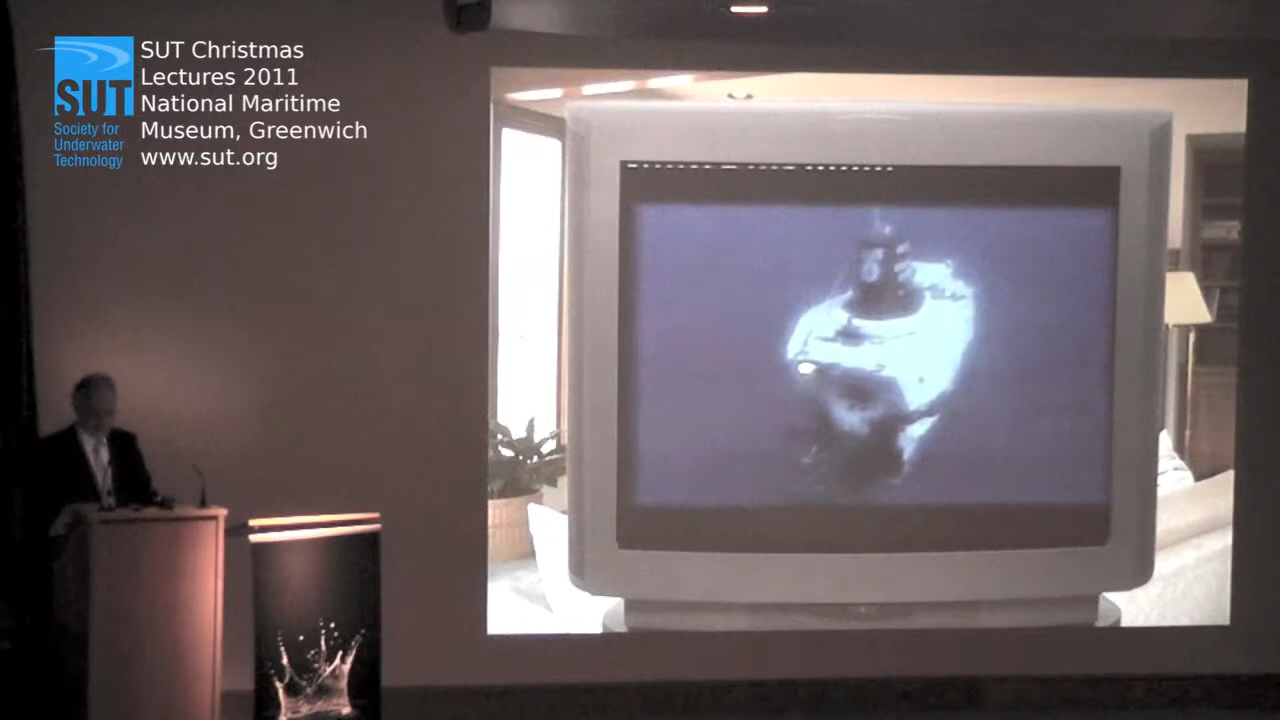 SUT Christmas
Lectures 2011
National Maritime
Museum, Greenwich
www.sut.org
SUT
Society for
Underwater
Technology